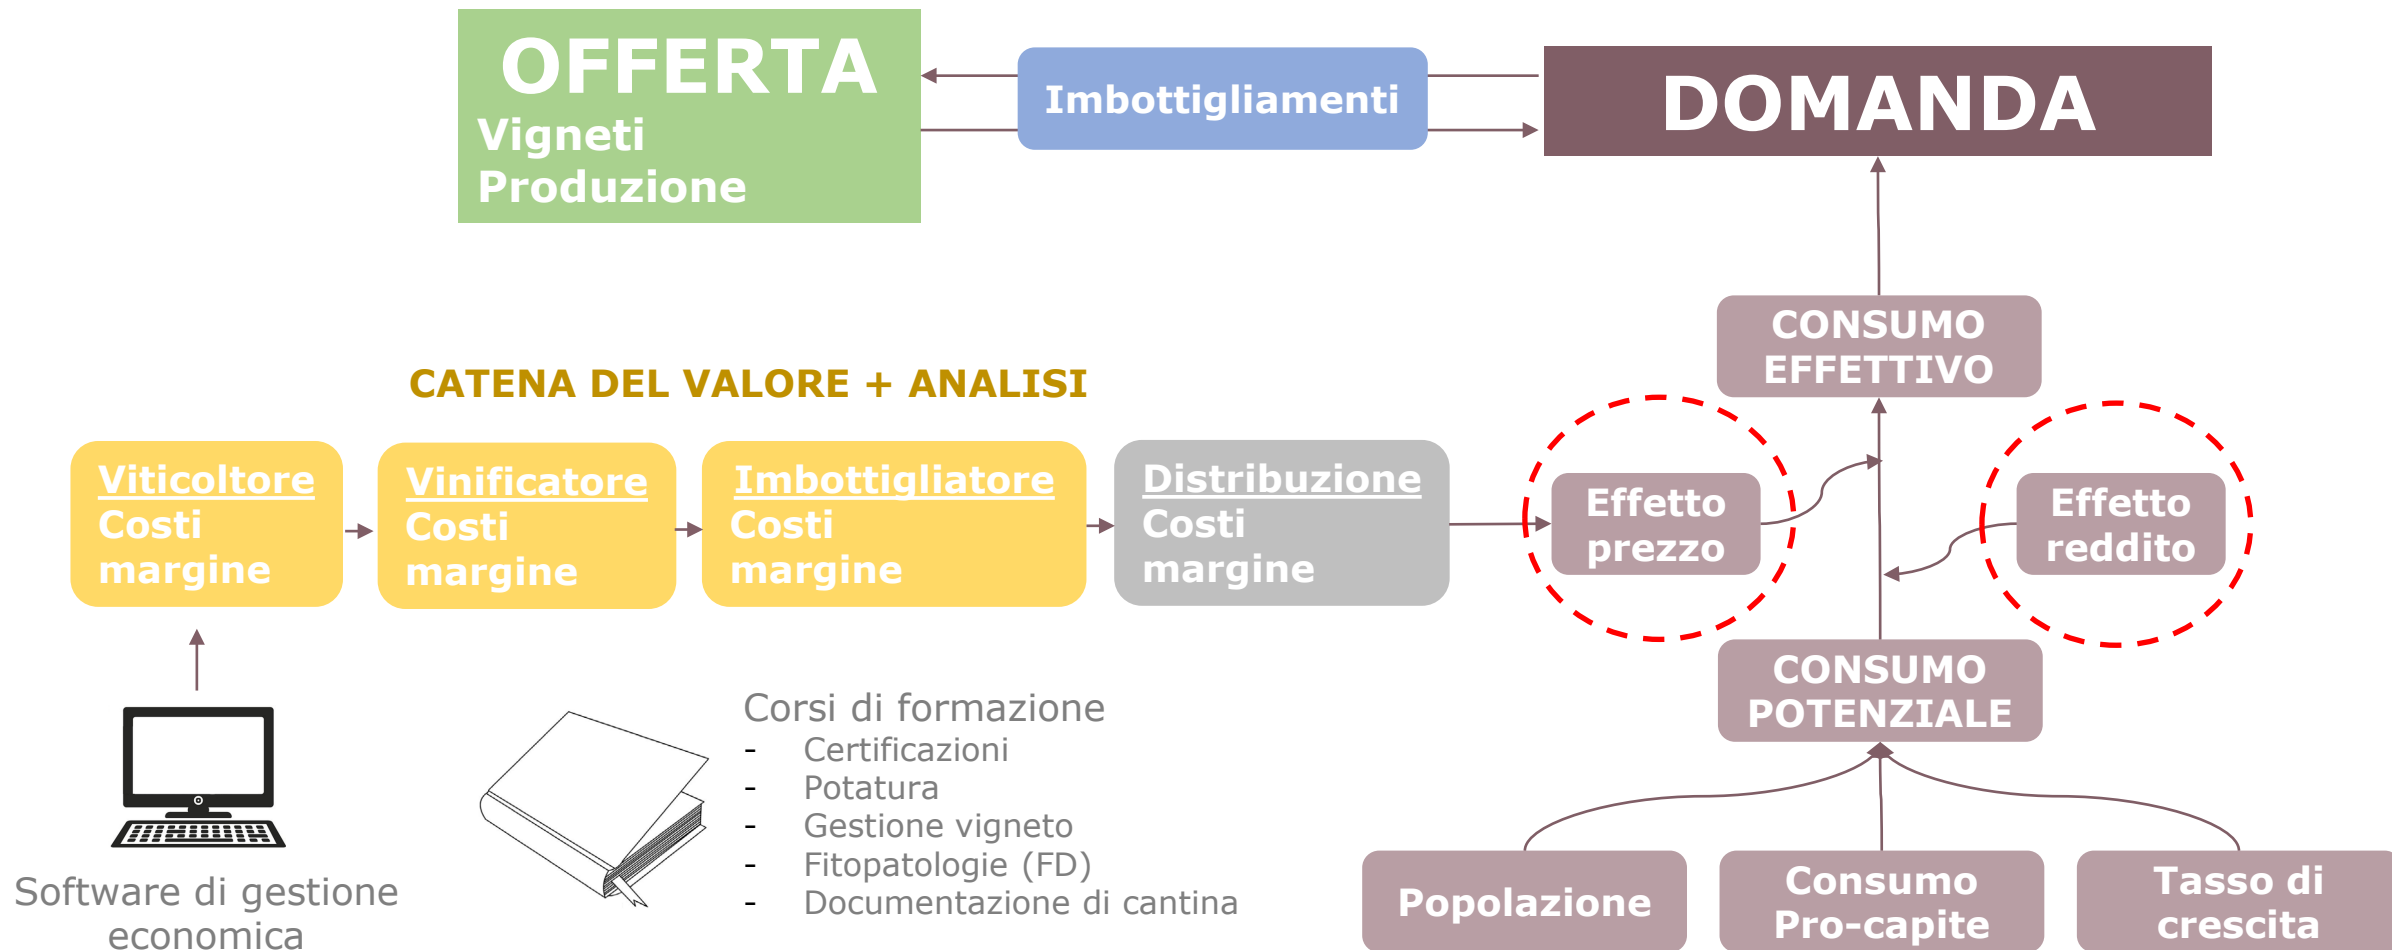 OFFERTA
Vigneti
Produzione
Imbottigliamenti
DOMANDA
CONSUMO
EFFETTIVO
CATENA DEL VALORE + ANALISI
Viticoltore
Costi
margine
Vinificatore
Costi
margine
Imbottigliatore
Costi
margine
Distribuzione
Costi
margine
Effetto
prezzo
Effetto
reddito
CONSUMO
POTENZIALE
Software di gestione
economica
Corsi di formazione
- Certificazioni
- Potatura
- Gestione vigneto
- Fitopatologie (FD)
- Documentazione di cantina
Popolazione
Consumo
Pro-capite
Tasso di
crescita